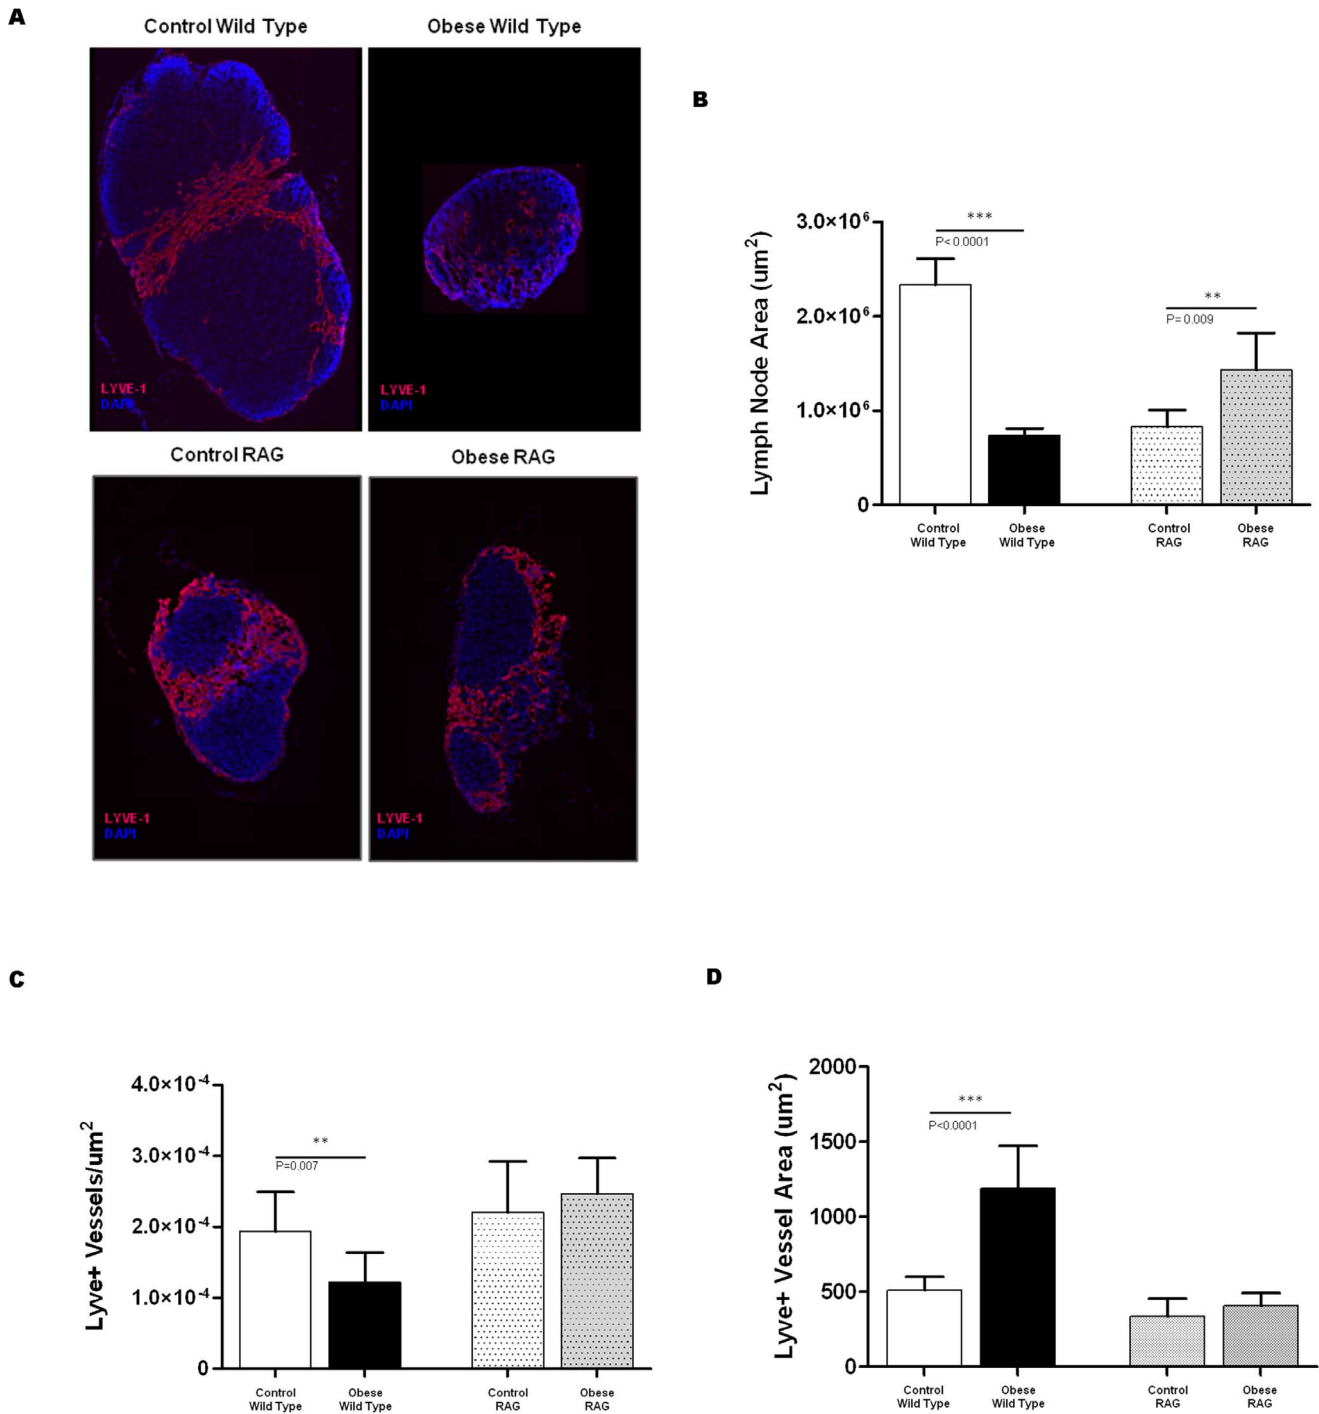 A
Control Wild Type
Obese Wild Type
LYVE-1
DAPI
LYVE-1
DAPI
Control RAG
Obese RAG
LYVE-1
DAPI
LYVE-1
DAPI
B
Lymph Node Area (um²)
3.0×10⁶
2.0×10⁶
1.0×10⁶
0
***
P<0.0001
**
P=0.009
Control
Wild Type
Obese
Wild Type
Control
RAG
Obese
RAG
C
Lyve+ Vessels/um²
4.0×10⁻⁴
3.0×10⁻⁴
2.0×10⁻⁴
1.0×10⁻⁴
0
**
P=0.007
Control
Wild Type
Obese
Wild Type
Control
RAG
Obese
RAG
D
Lyve+ Vessel Area (um²)
2000
1500
1000
500
0
***
P<0.0001
Control
Wild Type
Obese
Wild Type
Control
RAG
Obese
RAG